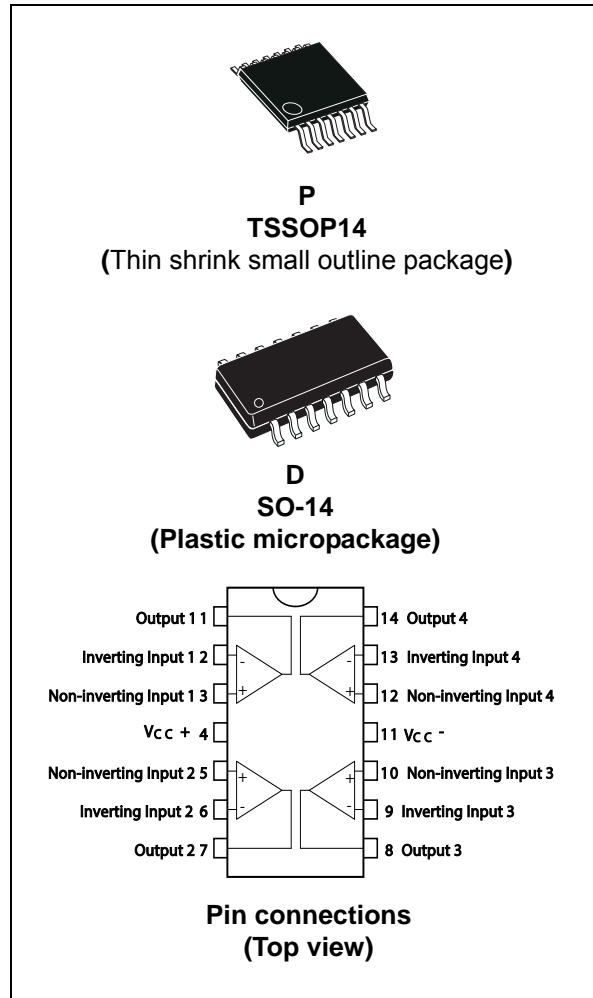 P
TSSOP14
(Thin shrink small outline package)
D
SO-14
(Plastic micropackage)
Output 1 1
14 Output 4
Inverting Input 1 2
13 Inverting Input 4
Non-inverting Input 1 3
12 Non-inverting Input 4
Vcc + 4
11 Vcc -
Non-inverting Input 2 5
10 Non-inverting Input 3
Inverting Input 2 6
9 Inverting Input 3
Output 2 7
8 Output 3
- -
+ +
+ +
- -
Pin connections
(Top view)